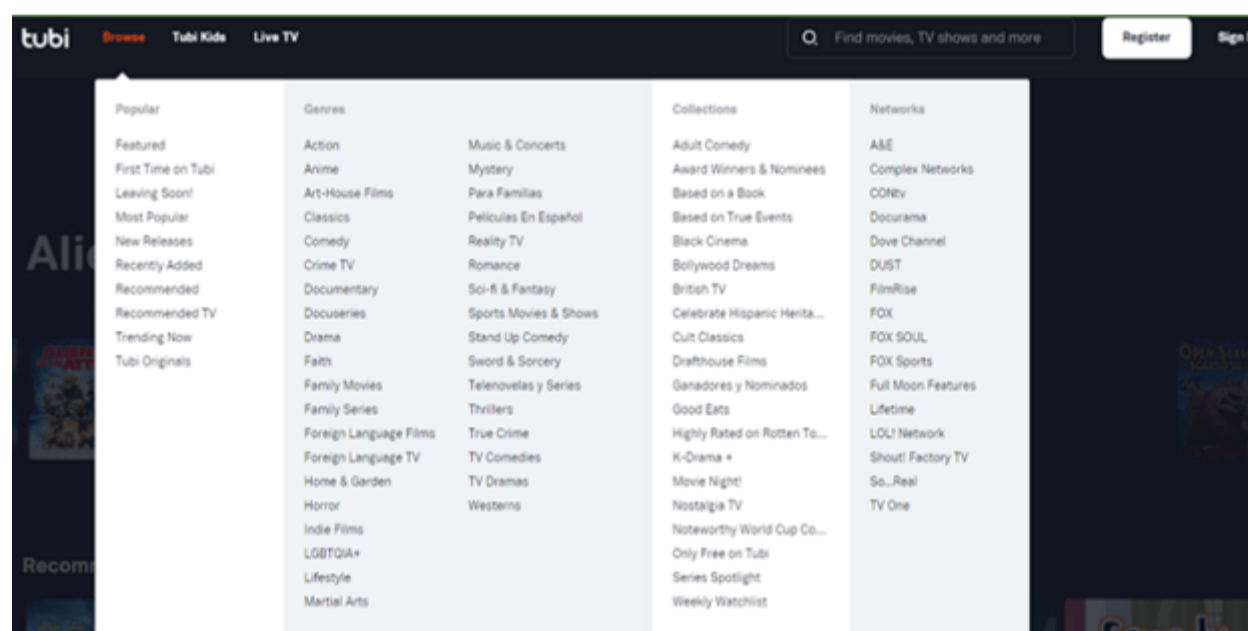 tubi Browse Tubi Kids Live TV Find movies, TV shows and more Register Sign
Popular
Featured
First Time on Tubi
Leaving Soon!
Most Popular
New Releases
Recently Added
Recommended
Recommended TV
Trending Now
Tubi Originals
Genres
Action
Anime
Art-House Films
Classics
Comedy
Crime TV
Documentary
Docuseries
Drama
Faith
Family Movies
Family Series
Foreign Language Films
Foreign Language TV
Home & Garden
Horror
Indie Films
LGBTQIA+
Lifestyle
Martial Arts
Music & Concerts
Mystery
Para Familias
Películas En Español
Reality TV
Romance
Sci-fi & Fantasy
Sports Movies & Shows
Stand Up Comedy
Sword & Sorcery
Telenovelas y Series
Thrillers
True Crime
TV Comedies
TV Dramas
Westerns
Collections
Adult Comedy
Award Winners & Nominees
Based on a Book
Based on True Events
Black Cinema
Bollywood Dreams
British TV
Celebrate Hispanic Herita...
Cult Classics
Drafthouse Films
Ganadores y Nominados
Good Eats
Highly Rated on Rotten To...
K-Drama +
Movie Night!
Nostalgia TV
Noteworthy World Cup Co...
Only Free on Tubi
Series Spotlight
Weekly Watchlist
Networks
A&E
Complex Networks
CONtv
Docurama
Dove Channel
DUST
FilmRise
FOX
FOX SOUL
FOX Sports
Full Moon Features
Lifetime
LOL! Network
Shout! Factory TV
So...Real
TV One
Ali
Recom